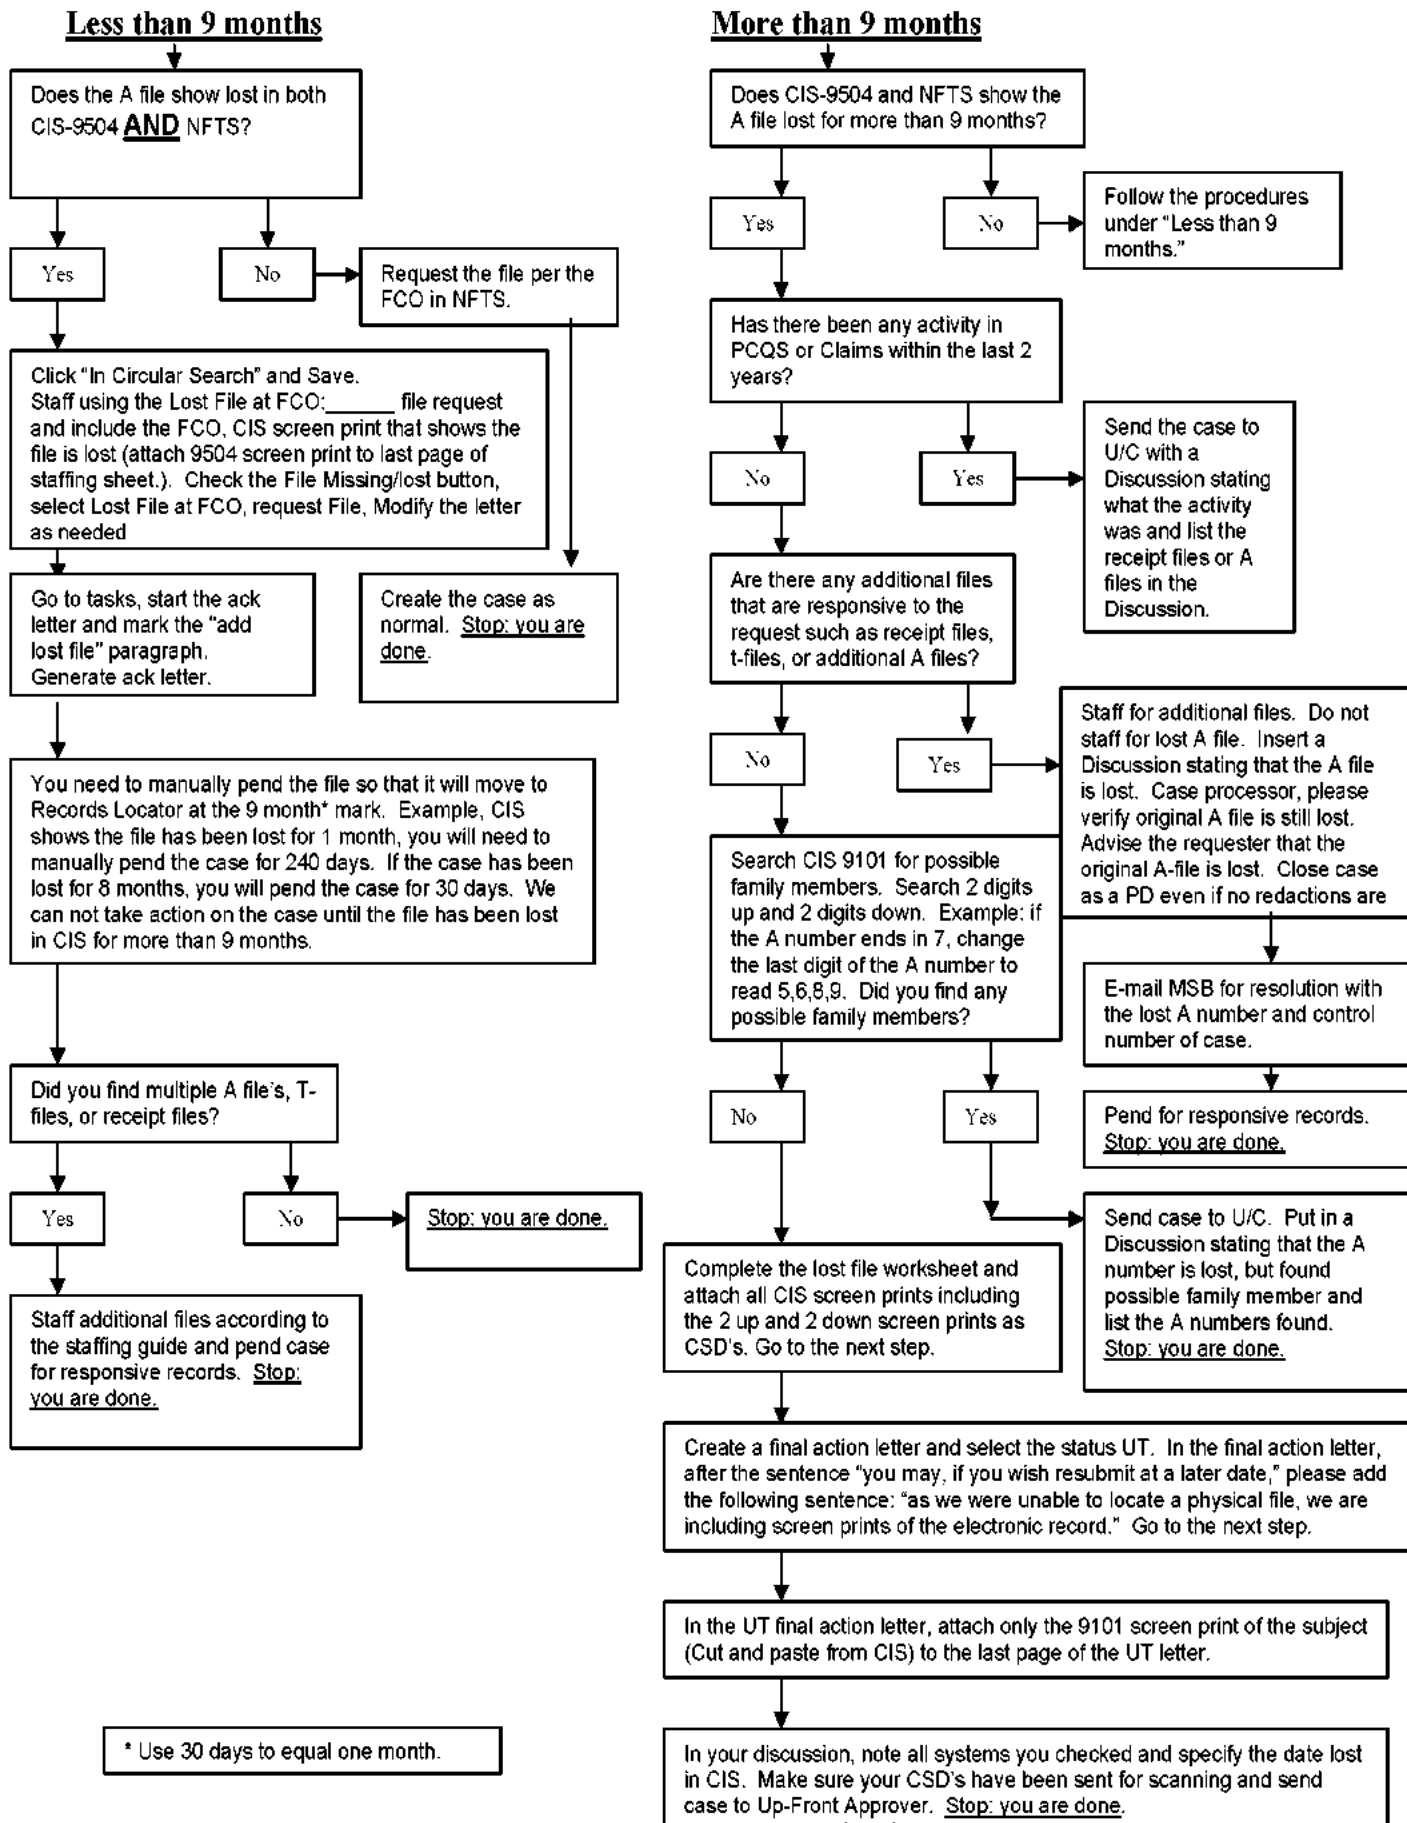 Less than 9 months
Does the A file show lost in both
CIS-9504 AND NFTS?
Yes
No
Request the file per the
FCO in NFTS.
Click "In Circular Search" and Save.
Staff using the Lost File at FCO:______ file request
and include the FCO, CIS screen print that shows the
file is lost (attach 9504 screen print to last page of
staffing sheet.). Check the File Missing/lost button,
select Lost File at FCO, request File, Modify the letter
as needed
Go to tasks, start the ack
letter and mark the "add
lost file" paragraph.
Generate ack letter.
Create the case as
normal. Stop: you are
done.
You need to manually pend the file so that it will move to
Records Locator at the 9 month* mark. Example, CIS
shows the file has been lost for 1 month, you will need to
manually pend the case for 240 days. If the case has been
lost for 8 months, you will pend the case for 30 days. We
can not take action on the case until the file has been lost
in CIS for more than 9 months.
Did you find multiple A file's, T-
files, or receipt files?
Yes
No
Stop: you are done.
Staff additional files according to
the staffing guide and pend case
for responsive records. Stop:
you are done.
* Use 30 days to equal one month.
More than 9 months
Does CIS-9504 and NFTS show the
A file lost for more than 9 months?
Yes
No
Follow the procedures
under "Less than 9
months."
Has there been any activity in
PCQS or Claims within the last 2
years?
No
Yes
Send the case to
U/C with a
Discussion stating
what the activity
was and list the
receipt files or A
files in the
Discussion.
Are there any additional files
that are responsive to the
request such as receipt files,
t-files, or additional A files?
No
Yes
Staff for additional files. Do not
staff for lost A file. Insert a
Discussion stating that the A file
is lost. Case processor, please
verify original A file is still lost.
Advise the requester that the
original A-file is lost. Close case
as a PD even if no redactions are
E-mail MSB for resolution with
the lost A number and control
number of case.
Pend for responsive records.
Stop: you are done.
Search CIS 9101 for possible
family members. Search 2 digits
up and 2 digits down. Example: if
the A number ends in 7, change
the last digit of the A number to
read 5,6,8,9. Did you find any
possible family members?
No
Yes
Send case to U/C. Put in a
Discussion stating that the A
number is lost, but found
possible family member and
list the A numbers found.
Stop: you are done.
Complete the lost file worksheet and
attach all CIS screen prints including
the 2 up and 2 down screen prints as
CSD's. Go to the next step.
Create a final action letter and select the status UT. In the final action letter,
after the sentence "you may, if you wish resubmit at a later date," please add
the following sentence: "as we were unable to locate a physical file, we are
including screen prints of the electronic record." Go to the next step.
In the UT final action letter, attach only the 9101 screen print of the subject
(Cut and paste from CIS) to the last page of the UT letter.
In your discussion, note all systems you checked and specify the date lost
in CIS. Make sure your CSD's have been sent for scanning and send
case to Up-Front Approver. Stop: you are done.